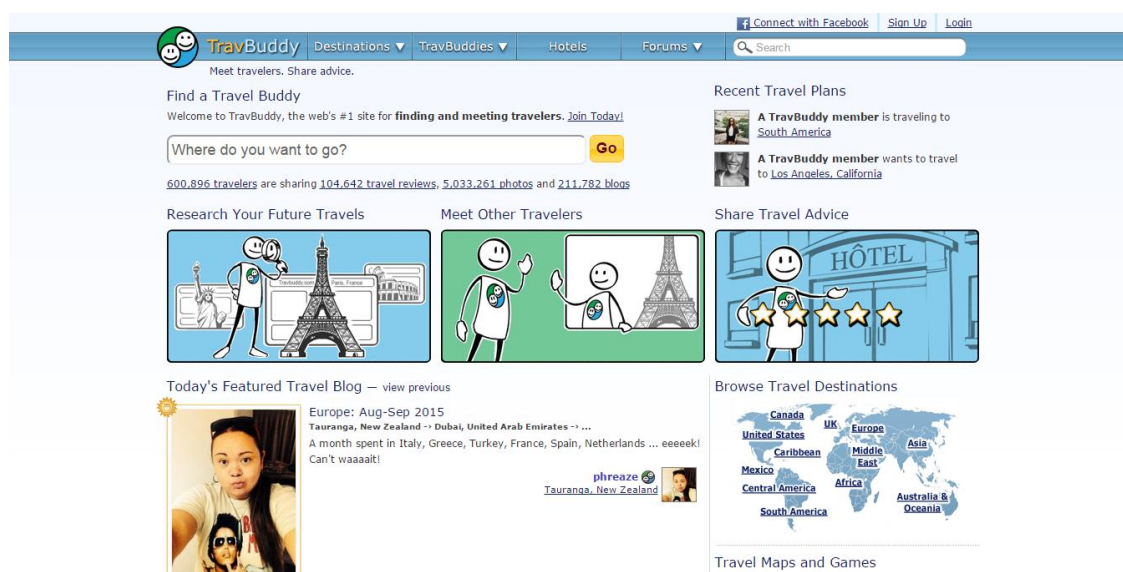 Connect with Facebook Sign Up Login
TravBuddy Destinations ▼ TravBuddies ▼ Hotels Forums ▼ Search
Meet travelers. Share advice.
Find a Travel Buddy
Welcome to TravBuddy, the web's #1 site for finding and meeting travelers. Join Today!
Where do you want to go? Go
600,896 travelers are sharing 104,642 travel reviews, 5,033,261 photos and 211,782 blogs
Recent Travel Plans
A TravBuddy member is traveling to
South America
A TravBuddy member wants to travel
to Los Angeles, California
Research Your Future Travels
Travbuddy.com
Paris, France
Meet Other Travelers
Share Travel Advice
HÔTEL
Today's Featured Travel Blog — view previous
Europe: Aug-Sep 2015
Tauranga, New Zealand -> Dubai, United Arab Emirates -> ...
A month spent in Italy, Greece, Turkey, France, Spain, Netherlands ... eeeeek!
Can't waaaait!
phreaze
Tauranga, New Zealand
Browse Travel Destinations
Canada
UK
Europe
United States
Asia
Caribbean
Middle
East
Mexico
Central America
Africa
Australia &
Oceania
South America
Travel Maps and Games